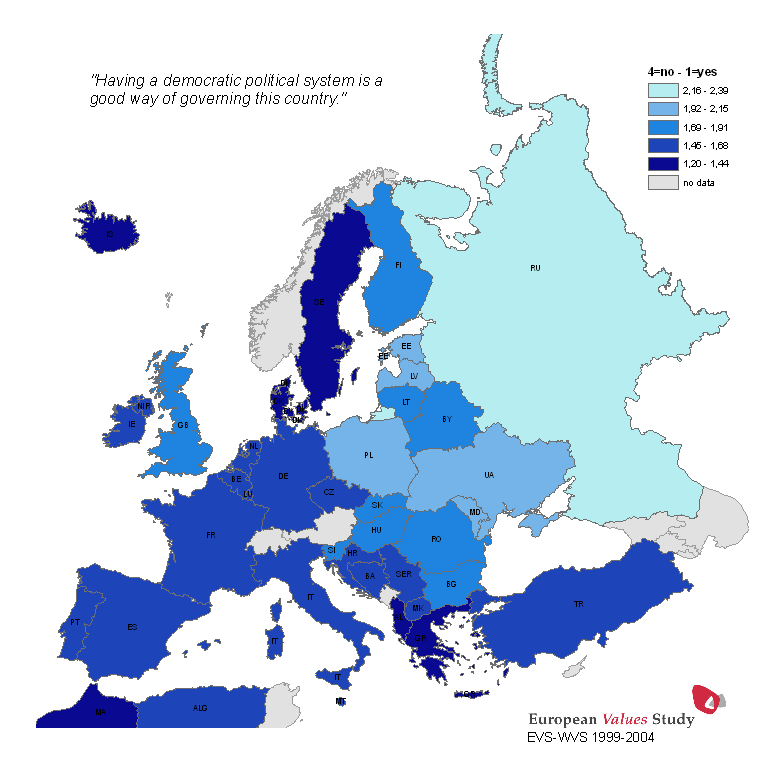 "Having a democratic political system is a
good way of governing this country."
4=no - 1=yes
2,16 - 2,39
1,92 - 2,15
1,69 - 1,91
1,45 - 1,68
1,20 - 1,44
no data
RU
FI
SE
EE
EE
LV
LT
BY
NIR
IE
GB
NL
BE
LU
DE
PL
UA
CZ
SK
MD
FR
HU
RO
SI
HR
BA
SER
BG
MK
IT
PT
ES
IT
TR
IT
MA
ALG
European Values Study
EVS-WVS 1999-2004